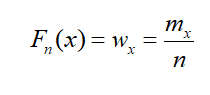 Fₙ(x) = wₓ = mₓ/n